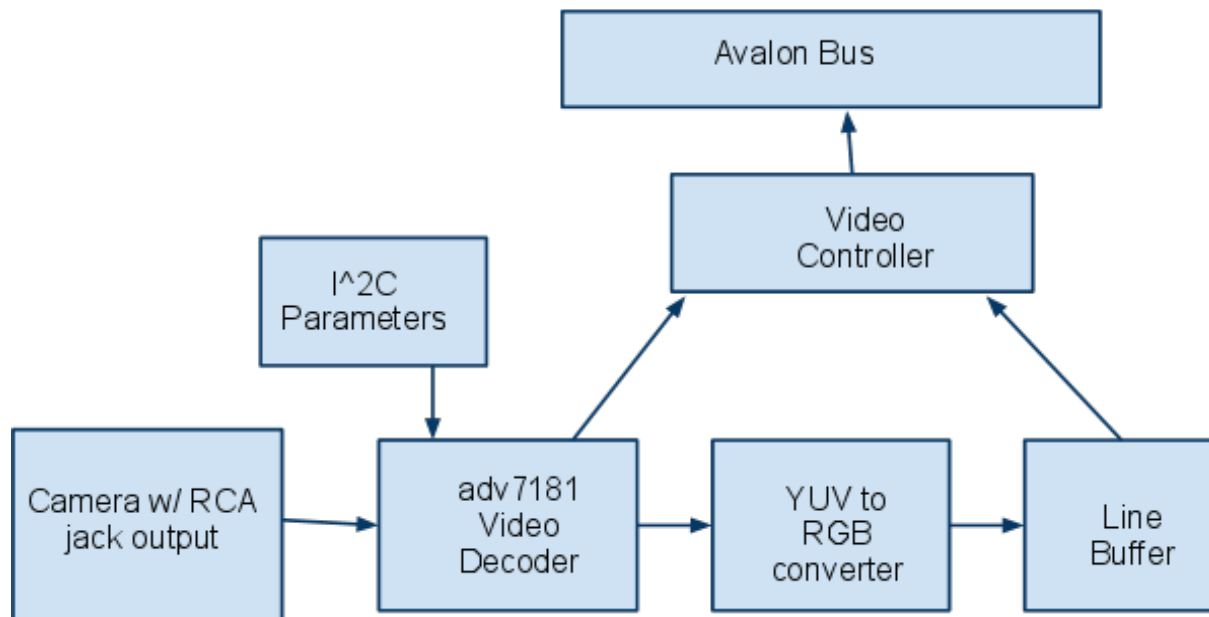 Avalon Bus
Video
Controller
I^2C
Parameters
Camera w/ RCA
jack output
adv7181
Video
Decoder
YUV to
RGB
converter
Line
Buffer